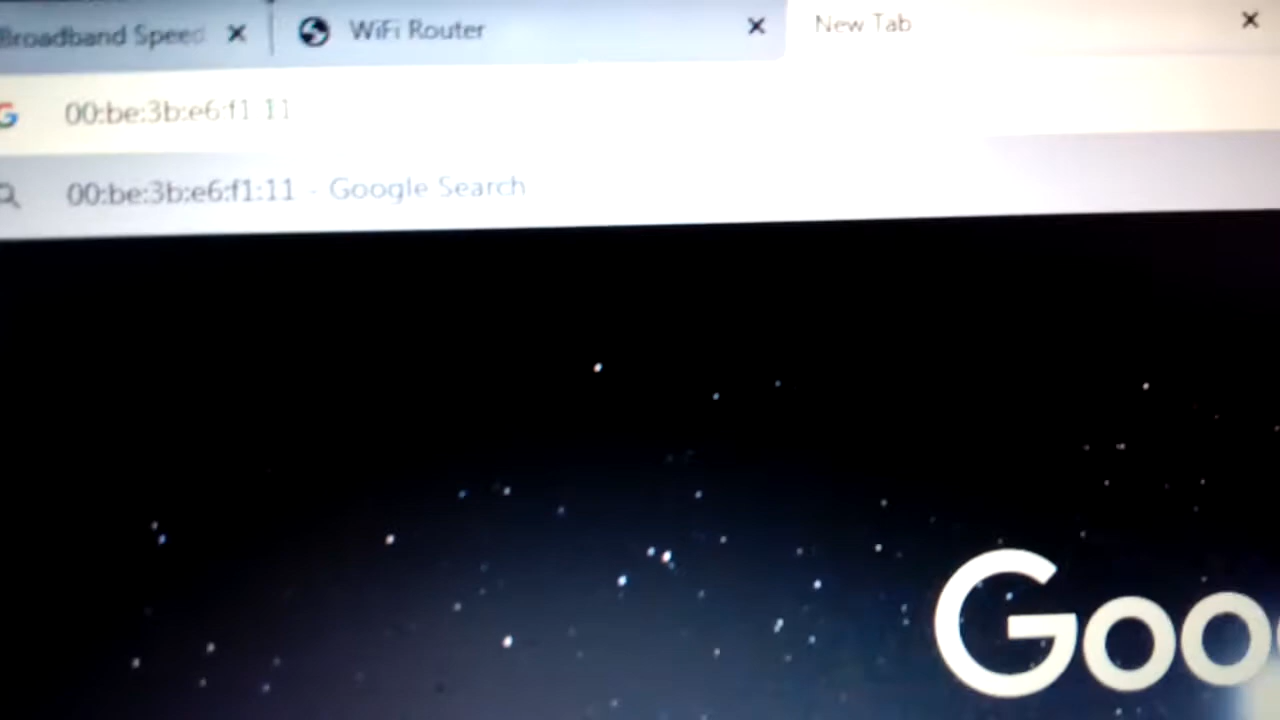 Broadband Speed
WiFi Router
New Tab
00:be:3b:e6:f1:11
00:be:3b:e6:f1:11 - Google Search
Goo